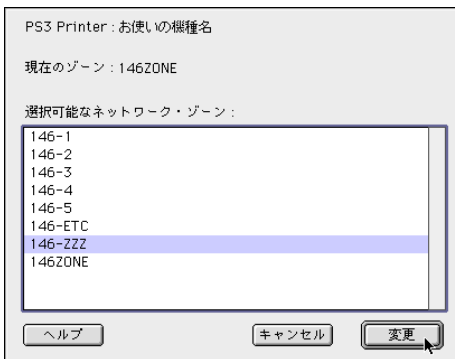 PS3 Printer : お使いの機種名
現在のゾーン : 146ZONE
選択可能なネットワーク・ゾーン :
146-1
146-2
146-3
146-4
146-5
146-ETC
146-ZZZ
146ZONE
ヘルプ キャンセル 変更